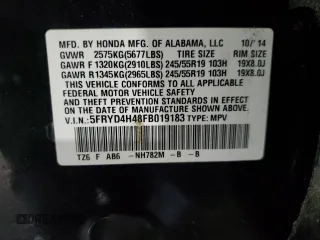 MFD. BY HONDA MFG. OF ALABAMA, LLC 10/ 14
GVWR 2575KG(5677LBS) TIRE SIZE RIM SIZE
GAWR F 1320KG(2910LBS) 245/55R19 103H 19X8.0J
GAWR R 1345KG(2965LBS) 245/55R19 103H 19X8.0J
THIS VEHICLE CONFORMS TO ALL APPLICABLE FEDERAL
MOTOR VEHICLE SAFETY AND THEFT PREVENTION
STANDARDS IN EFFECT ON THE DATE OF MANUFACTURE
SHOWN ABOVE.
V.I.N.: 5FRYD4H48FB019183 TYPE: MPV
TZ6 F AB6 -NH782M -B -B